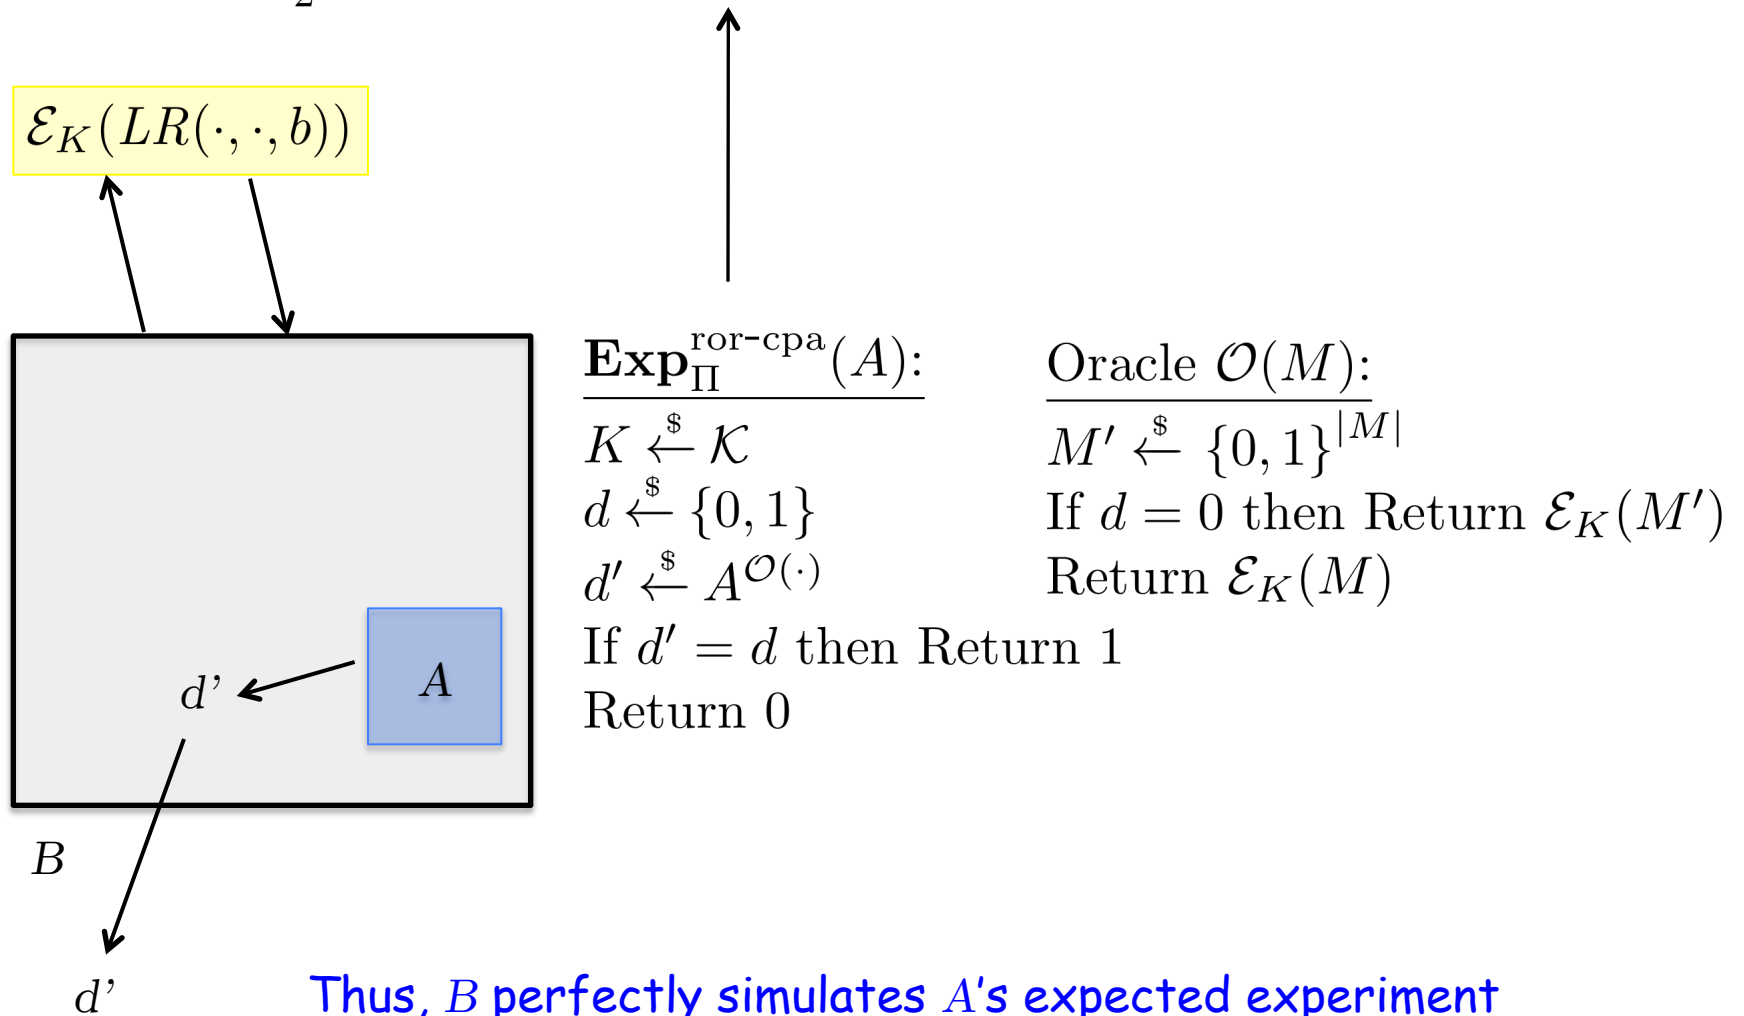 2
ℰ_K(LR(·,·,b))
Exp_Π^{ror-cpa}(A):
K ←$ 𝒦
d ←$ {0,1}
d′ ←$ A^{𝒪(·)}
If d′ = d then Return 1
Return 0
Oracle 𝒪(M):
M′ ←$ {0,1}^{|M|}
If d = 0 then Return ℰ_K(M′)
Return ℰ_K(M)
d’
A
B
d’
Thus, B perfectly simulates A's expected experiment